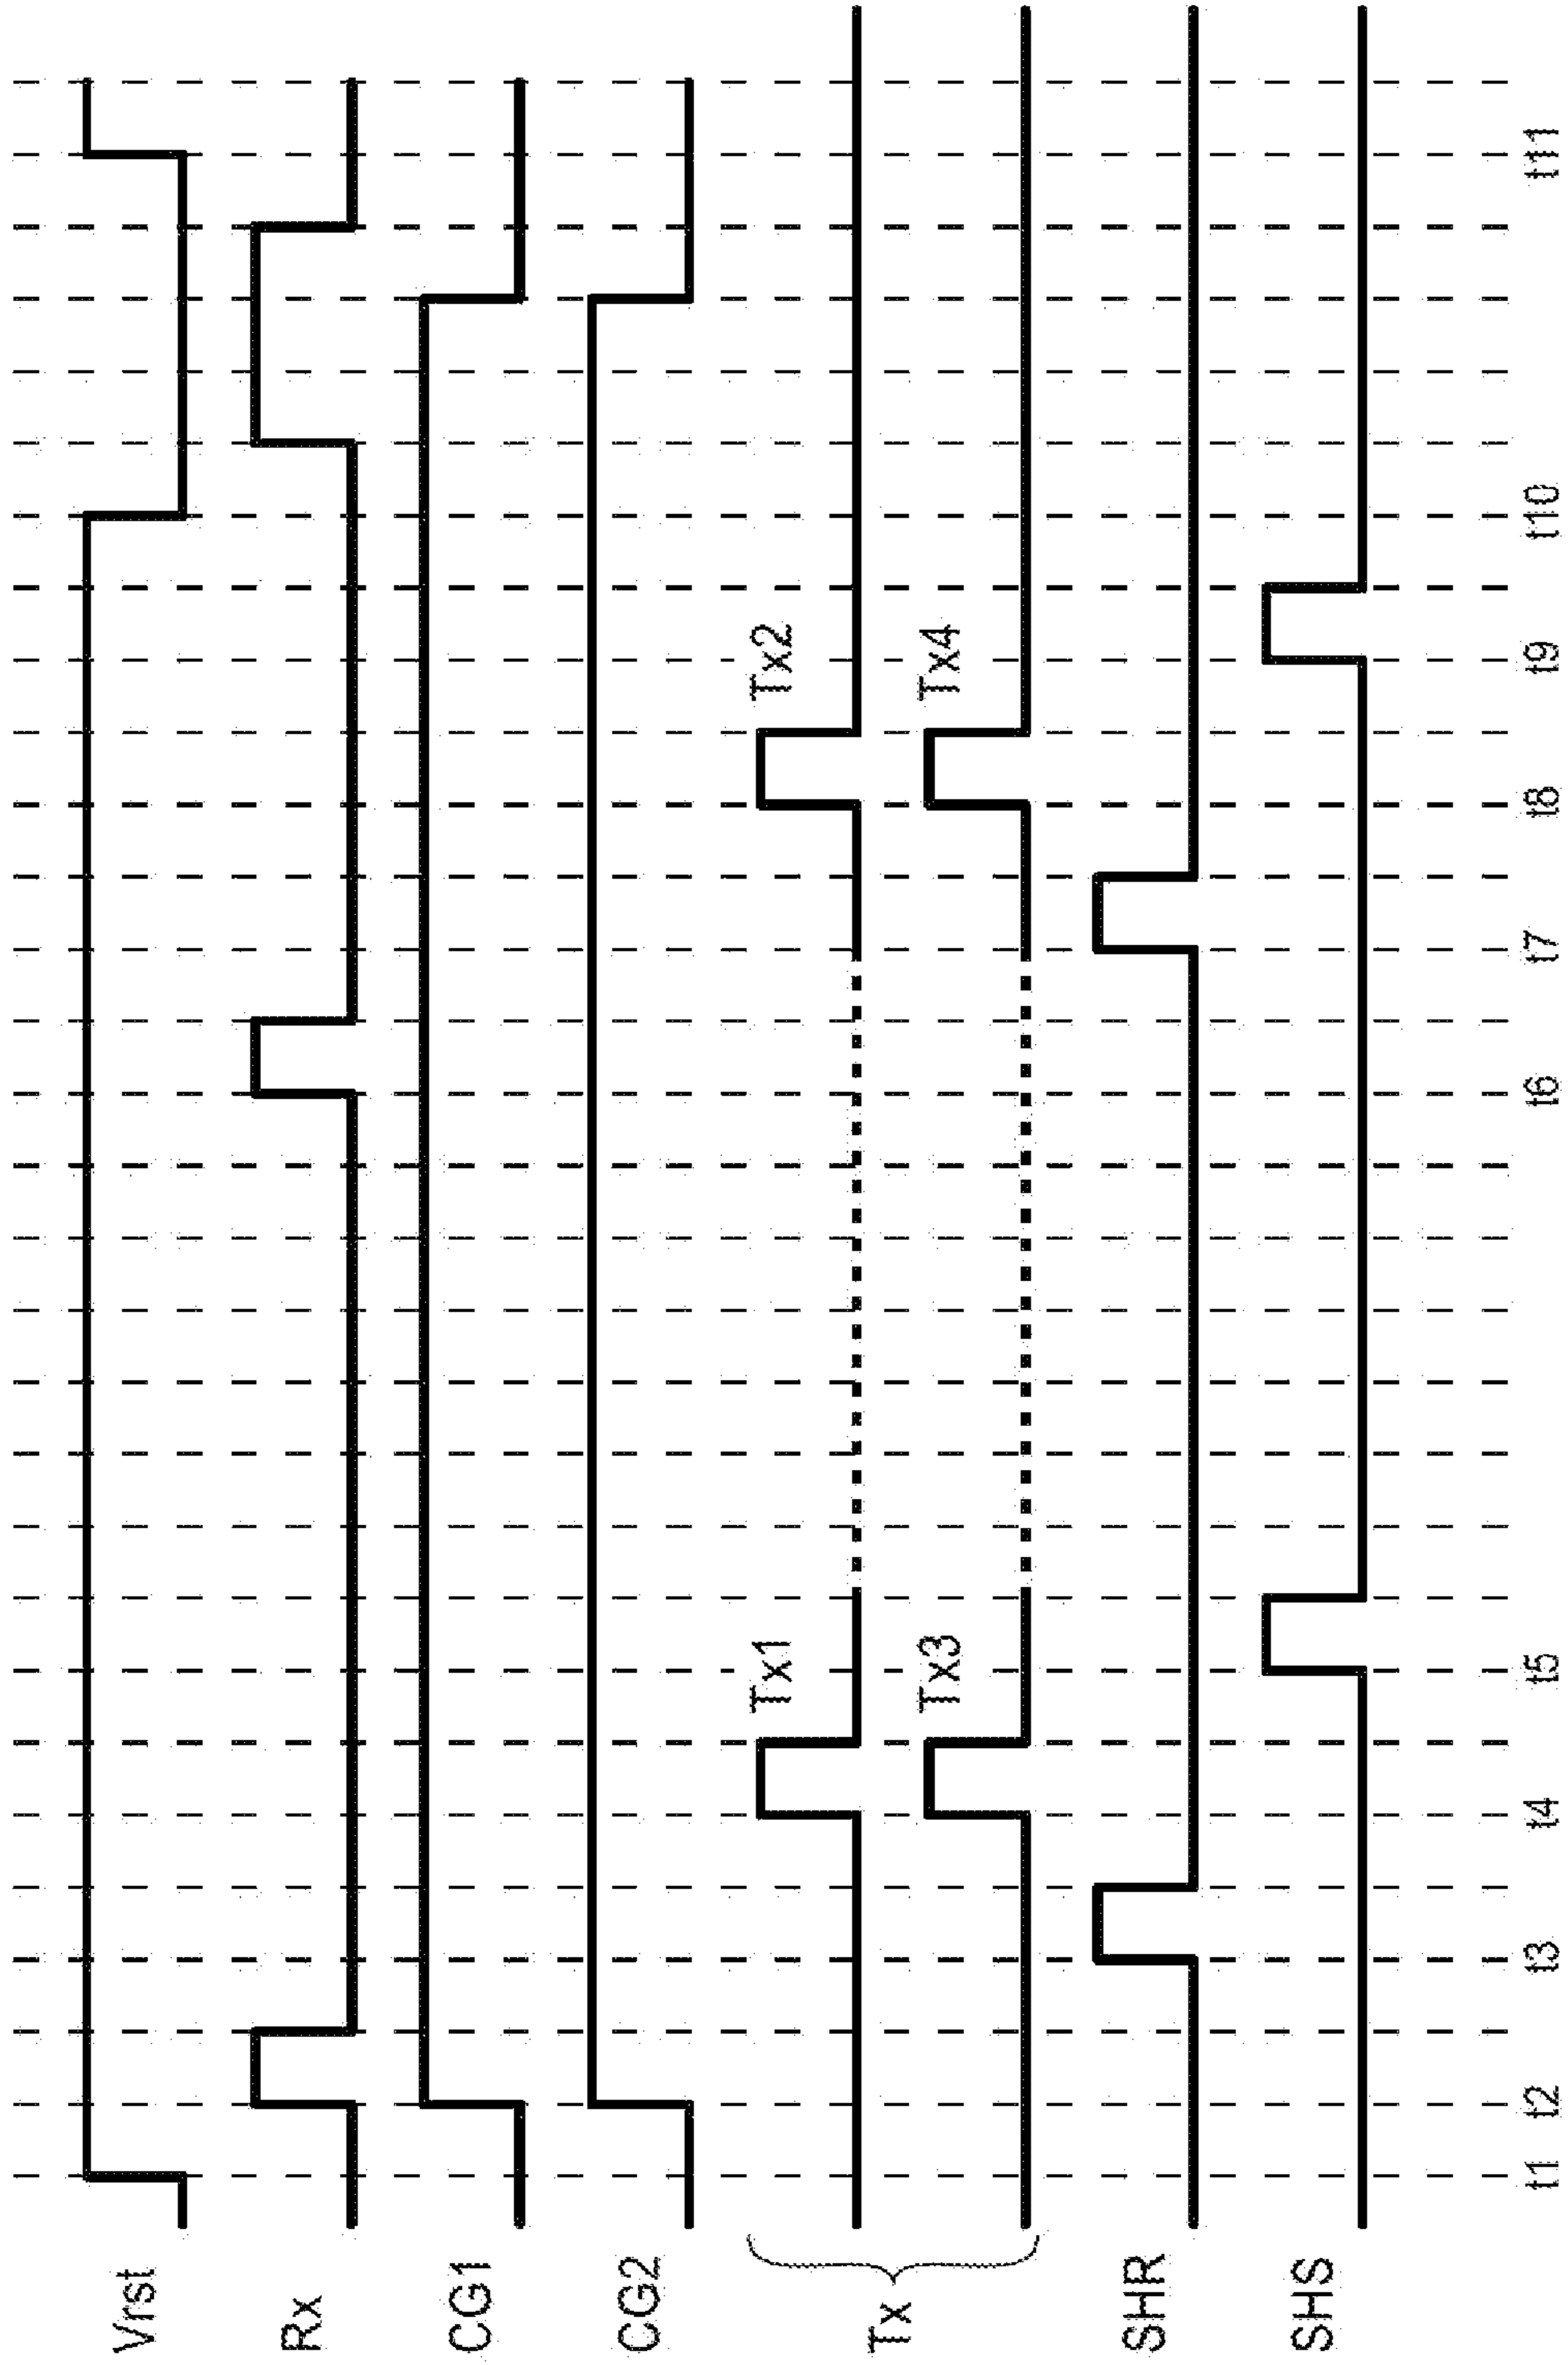 Vrst
Rx
CG1
CG2
Tx
Tx1
Tx2
Tx3
Tx4
SHR
SHS
t1 t2 t3 t4 t5 t6 t7 t8 t9 t10 t11